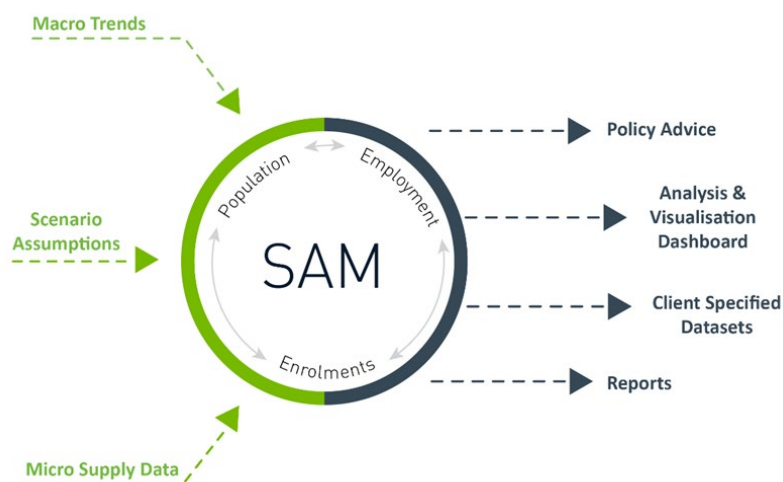 Macro Trends
Scenario
Assumptions
Micro Supply Data
Population
Employment
SAM
Enrolments
Policy Advice
Analysis &
Visualisation
Dashboard
Client Specified
Datasets
Reports